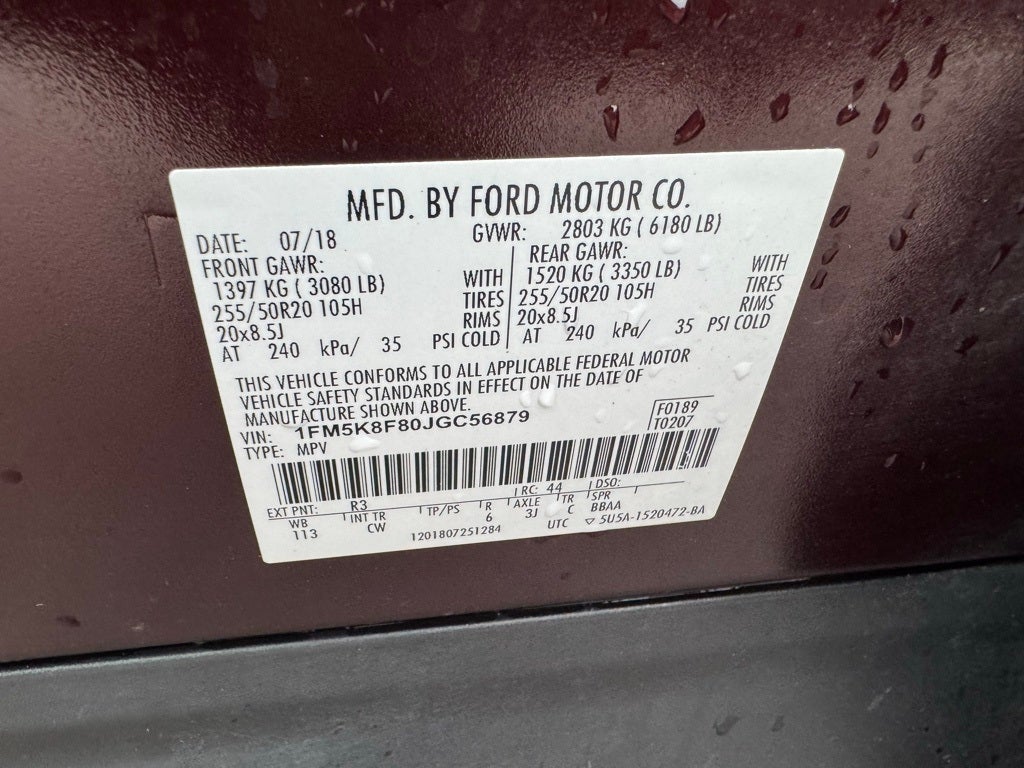 MFD. BY FORD MOTOR CO.
DATE: 07/18 GVWR: 2803 KG ( 6180 LB)
FRONT GAWR: REAR GAWR:
1397 KG ( 3080 LB) WITH 1520 KG ( 3350 LB) WITH
255/50R20 105H TIRES 255/50R20 105H TIRES
20x8.5J RIMS 20x8.5J RIMS
AT 240 kPa/ 35 PSI COLD AT 240 kPa/ 35 PSI COLD
THIS VEHICLE CONFORMS TO ALL APPLICABLE FEDERAL MOTOR
VEHICLE SAFETY STANDARDS IN EFFECT ON THE DATE OF
MANUFACTURE SHOWN ABOVE.
VIN: 1FM5K8F80JGC56879 F0189
TYPE: MPV T0207
EXT PNT: R3 RC: 44 DSO:
WB INT TR TP/PS R AXLE TR SPR
113 CW 6 3J C BBAA
1201807251284 UTC ▽ 5U5A-1520472-BA